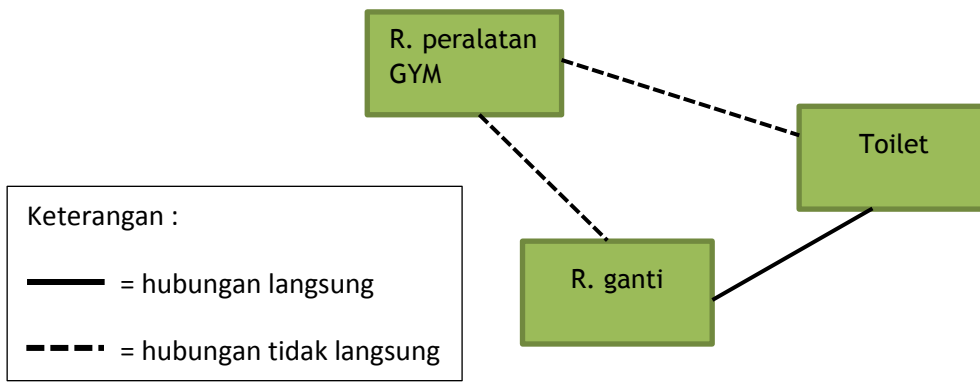 R. peralatan
GYM
Toilet
Keterangan :
R. ganti
= hubungan langsung
= hubungan tidak langsung